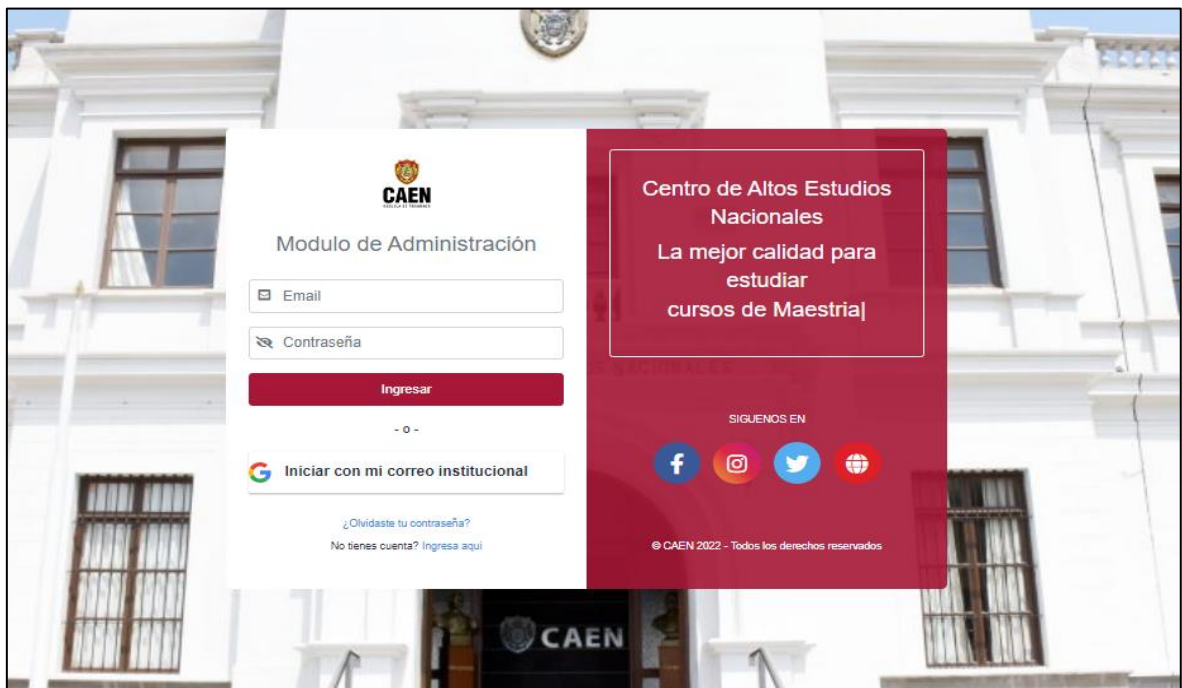 CAEN
Modulo de Administración
Email
Contraseña
Ingresar
- o -
Iniciar con mi correo institucional
¿Olvidaste tu contraseña?
No tienes cuenta? Ingresa aqui
Centro de Altos Estudios
Nacionales
La mejor calidad para
estudiar
cursos de Maestria|
SIGUENOS EN
© CAEN 2022 - Todos los derechos reservados
CAEN